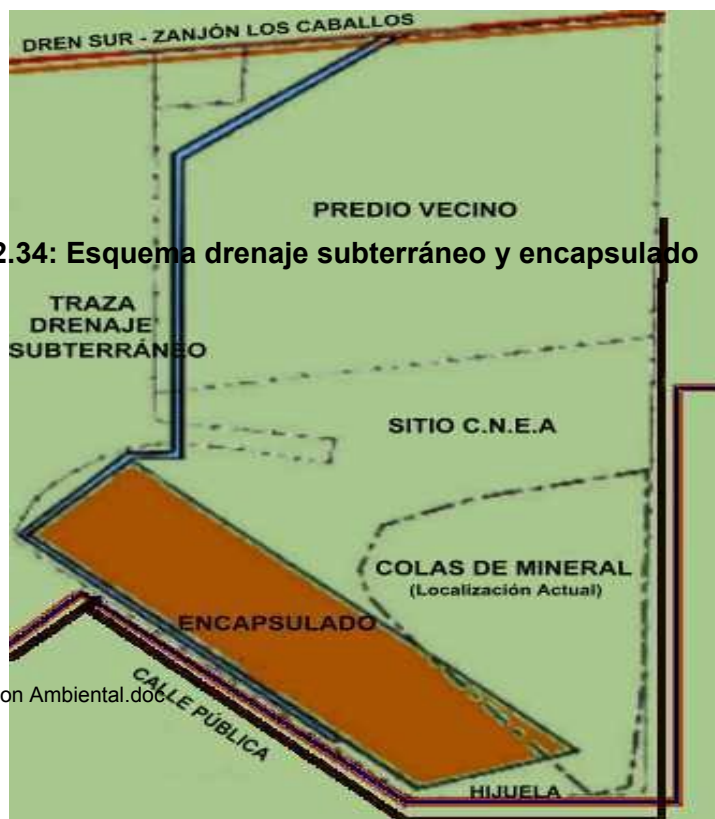 DREN SUR - ZANJÓN LOS CABALLOS
PREDIO VECINO
2.34: Esquema drenaje subterráneo y encapsulado
TRAZA
DRENAJE
SUBTERRÁNEO
SITIO C.N.E.A
COLAS DE MINERAL
(Localización Actual)
ENCAPSULADO
on Ambiental.doc
CALLE PÚBLICA
HIJUELA